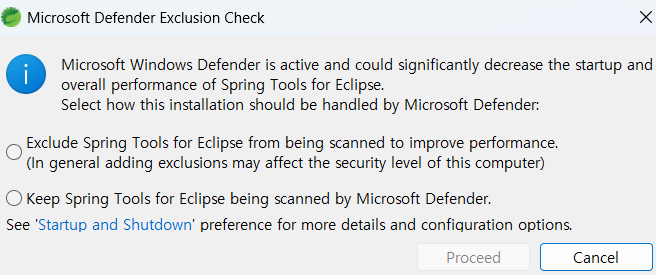 Microsoft Defender Exclusion Check
Microsoft Windows Defender is active and could significantly decrease the startup and
overall performance of Spring Tools for Eclipse.
Select how this installation should be handled by Microsoft Defender:
Exclude Spring Tools for Eclipse from being scanned to improve performance.
(In general adding exclusions may affect the security level of this computer)
Keep Spring Tools for Eclipse being scanned by Microsoft Defender.
See 'Startup and Shutdown' preference for more details and configuration options.
Proceed
Cancel